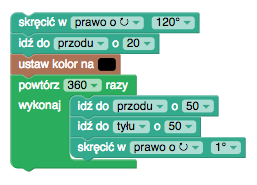 skręcić w prawo o ↻ 120°
idź do przodu o 20
ustaw kolor na
powtórz 360 razy
wykonaj idź do przodu o 50
idź do tyłu o 50
skręcić w prawo o ↻ 1°